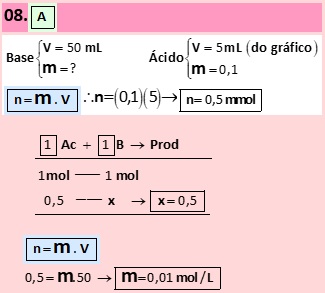 08. A
Base { V = 50 mL Ácido { V = 5mL (do gráfico)
m = ? m = 0,1
n = m . V ∴ n = (0,1)(5) → n = 0,5 mmol
1 Ac + 1 B → Prod
1mol —— 1 mol
0,5 —— x → x = 0,5
n = m . V
0,5 = m.50 → m = 0,01 mol / L